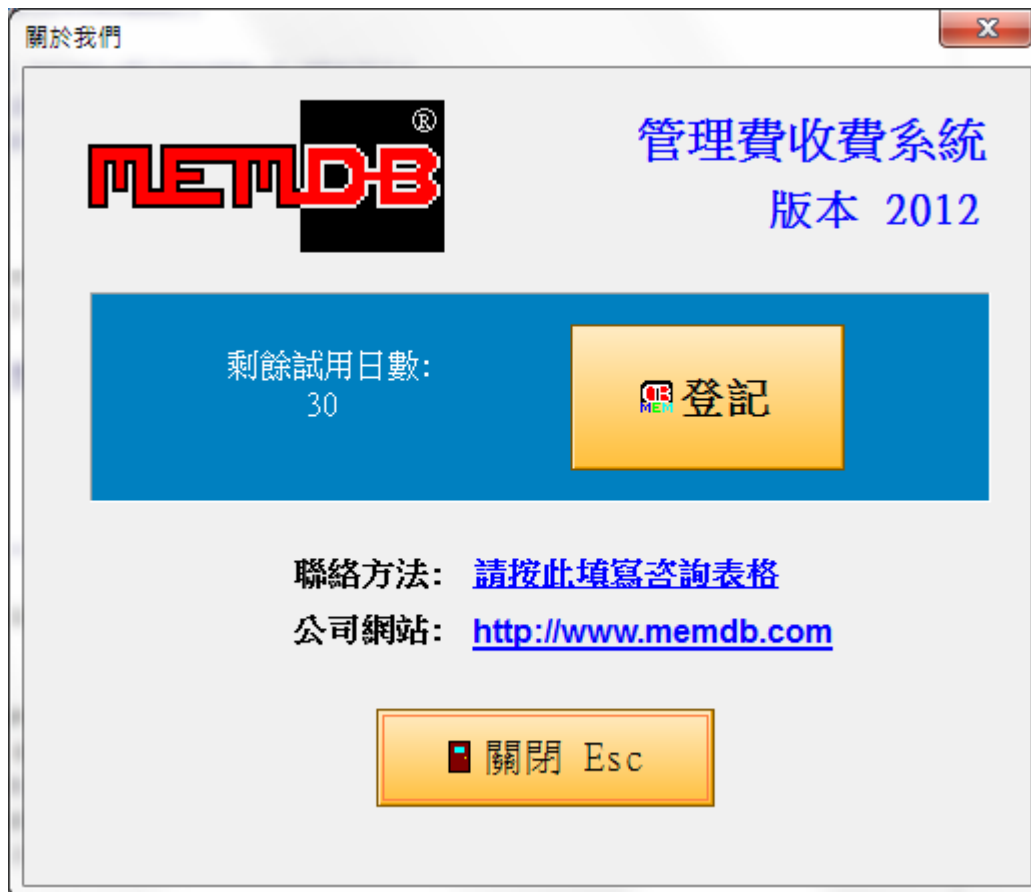 關於我們
MEMDB®
管理費收費系統
版本 2012
剩餘試用日數:
30
登記
聯絡方法: 請按此填寫咨詢表格
公司網站: http://www.memdb.com
關閉 Esc